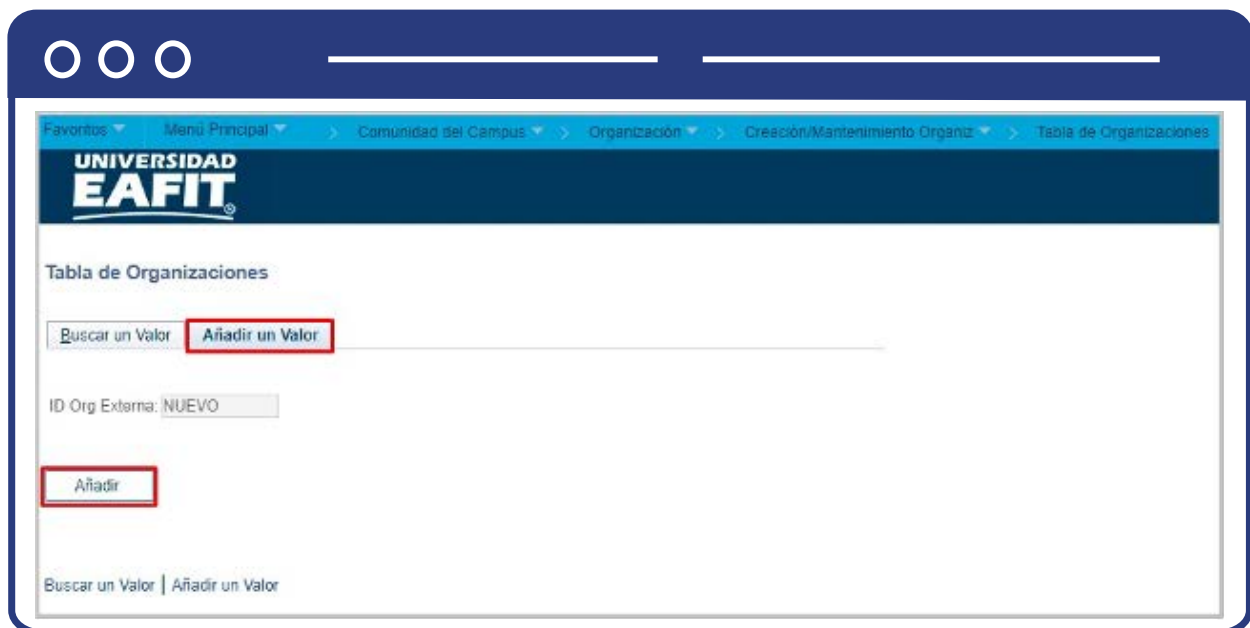 Favoritos Menú Principal > Comunidad del Campus > Organización > Creación/Mantenimiento Organiz > Tabla de Organizaciones
UNIVERSIDAD
EAFIT®
Tabla de Organizaciones
Buscar un Valor Añadir un Valor
ID Org Externa: NUEVO
Añadir
Buscar un Valor | Añadir un Valor